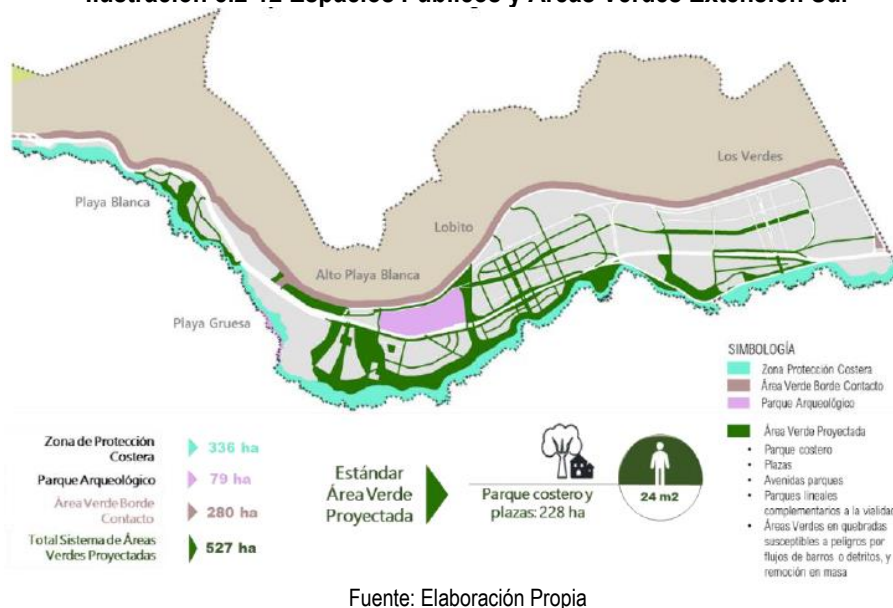 Ilustración 6.2-12 Espacios Públicos y Áreas Verdes Extensión Sur
Los Verdes
Playa Blanca
Lobito
Alto Playa Blanca
Playa Gruesa
SIMBOLOGÍA
Zona Protección Costera
Área Verde Borde Contacto
Parque Arqueológico
Área Verde Proyectada
• Parque costero
• Plazas
• Avenidas parques
• Parques lineales
complementarios a la vialidad
• Áreas Verdes en quebradas
susceptibles a peligros por
flujos de barros o detritos, y
remoción en masa
Zona de Protección
Costera
336 ha
Parque Arqueológico
79 ha
Área Verde Borde
Contacto
280 ha
Total Sistema de Áreas
Verdes Proyectadas
527 ha
Estándar
Área Verde
Proyectada
Parque costero y
plazas: 228 ha
24 m2
Fuente: Elaboración Propia